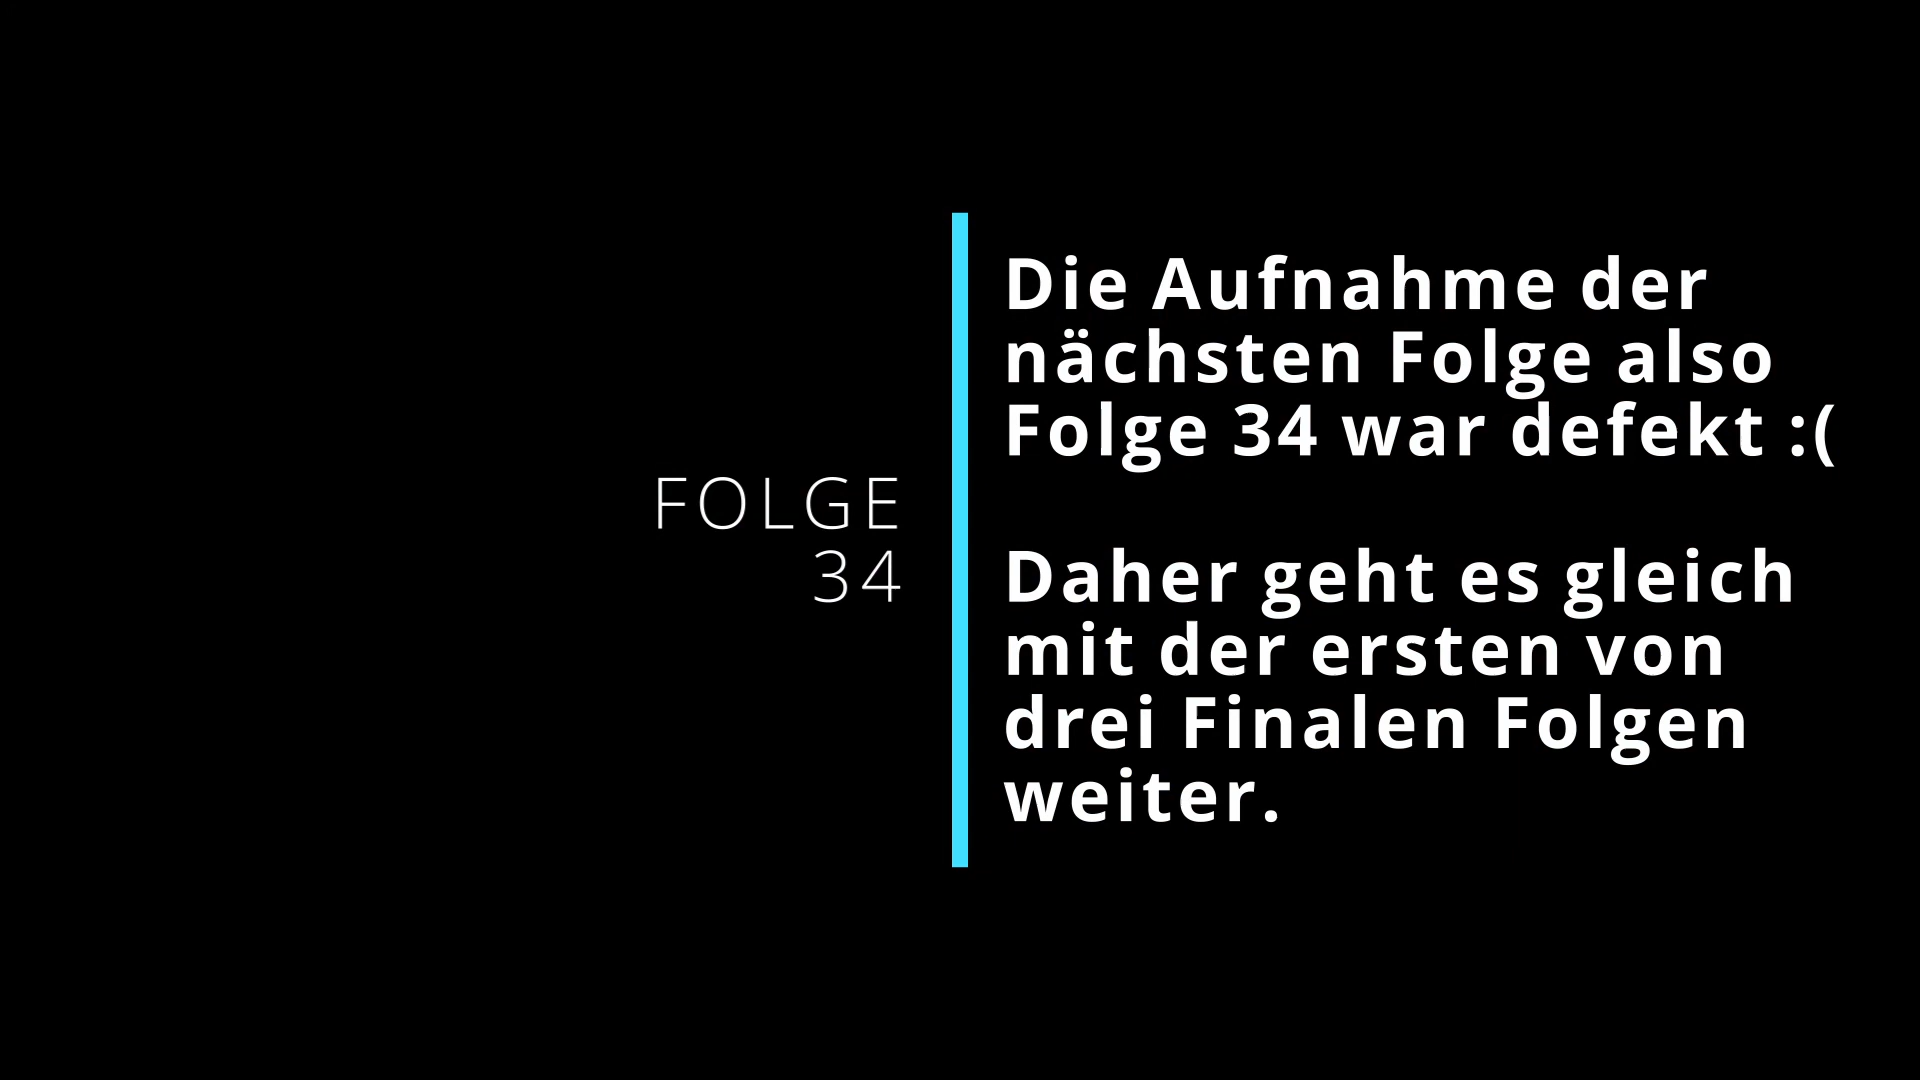 FOLGE
34
Die Aufnahme der
nächsten Folge also
Folge 34 war defekt :(
Daher geht es gleich
mit der ersten von
drei Finalen Folgen
weiter.